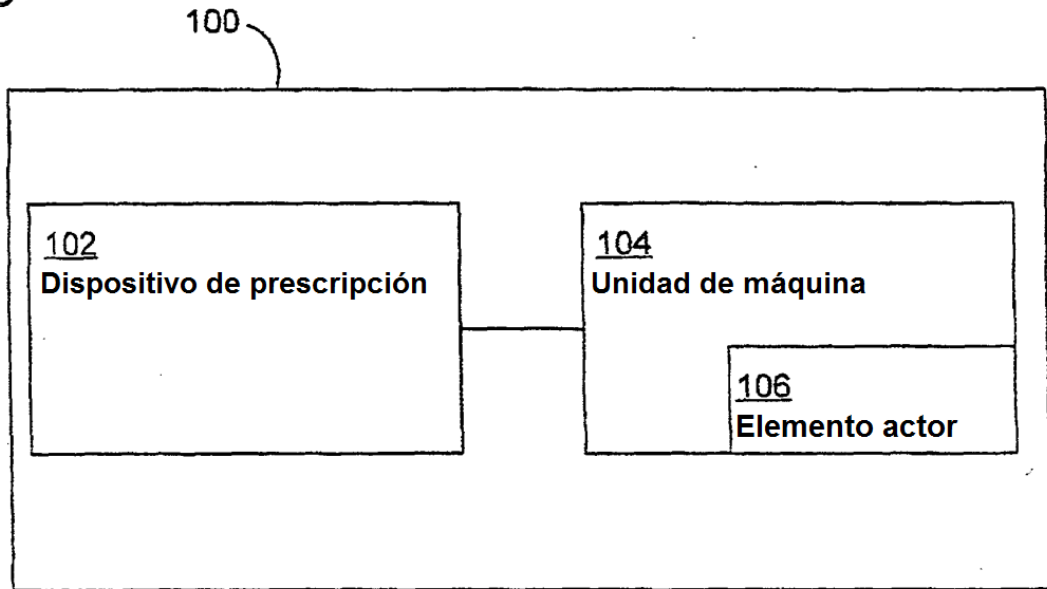 100
102
Dispositivo de prescripción
104
Unidad de máquina
106
Elemento actor